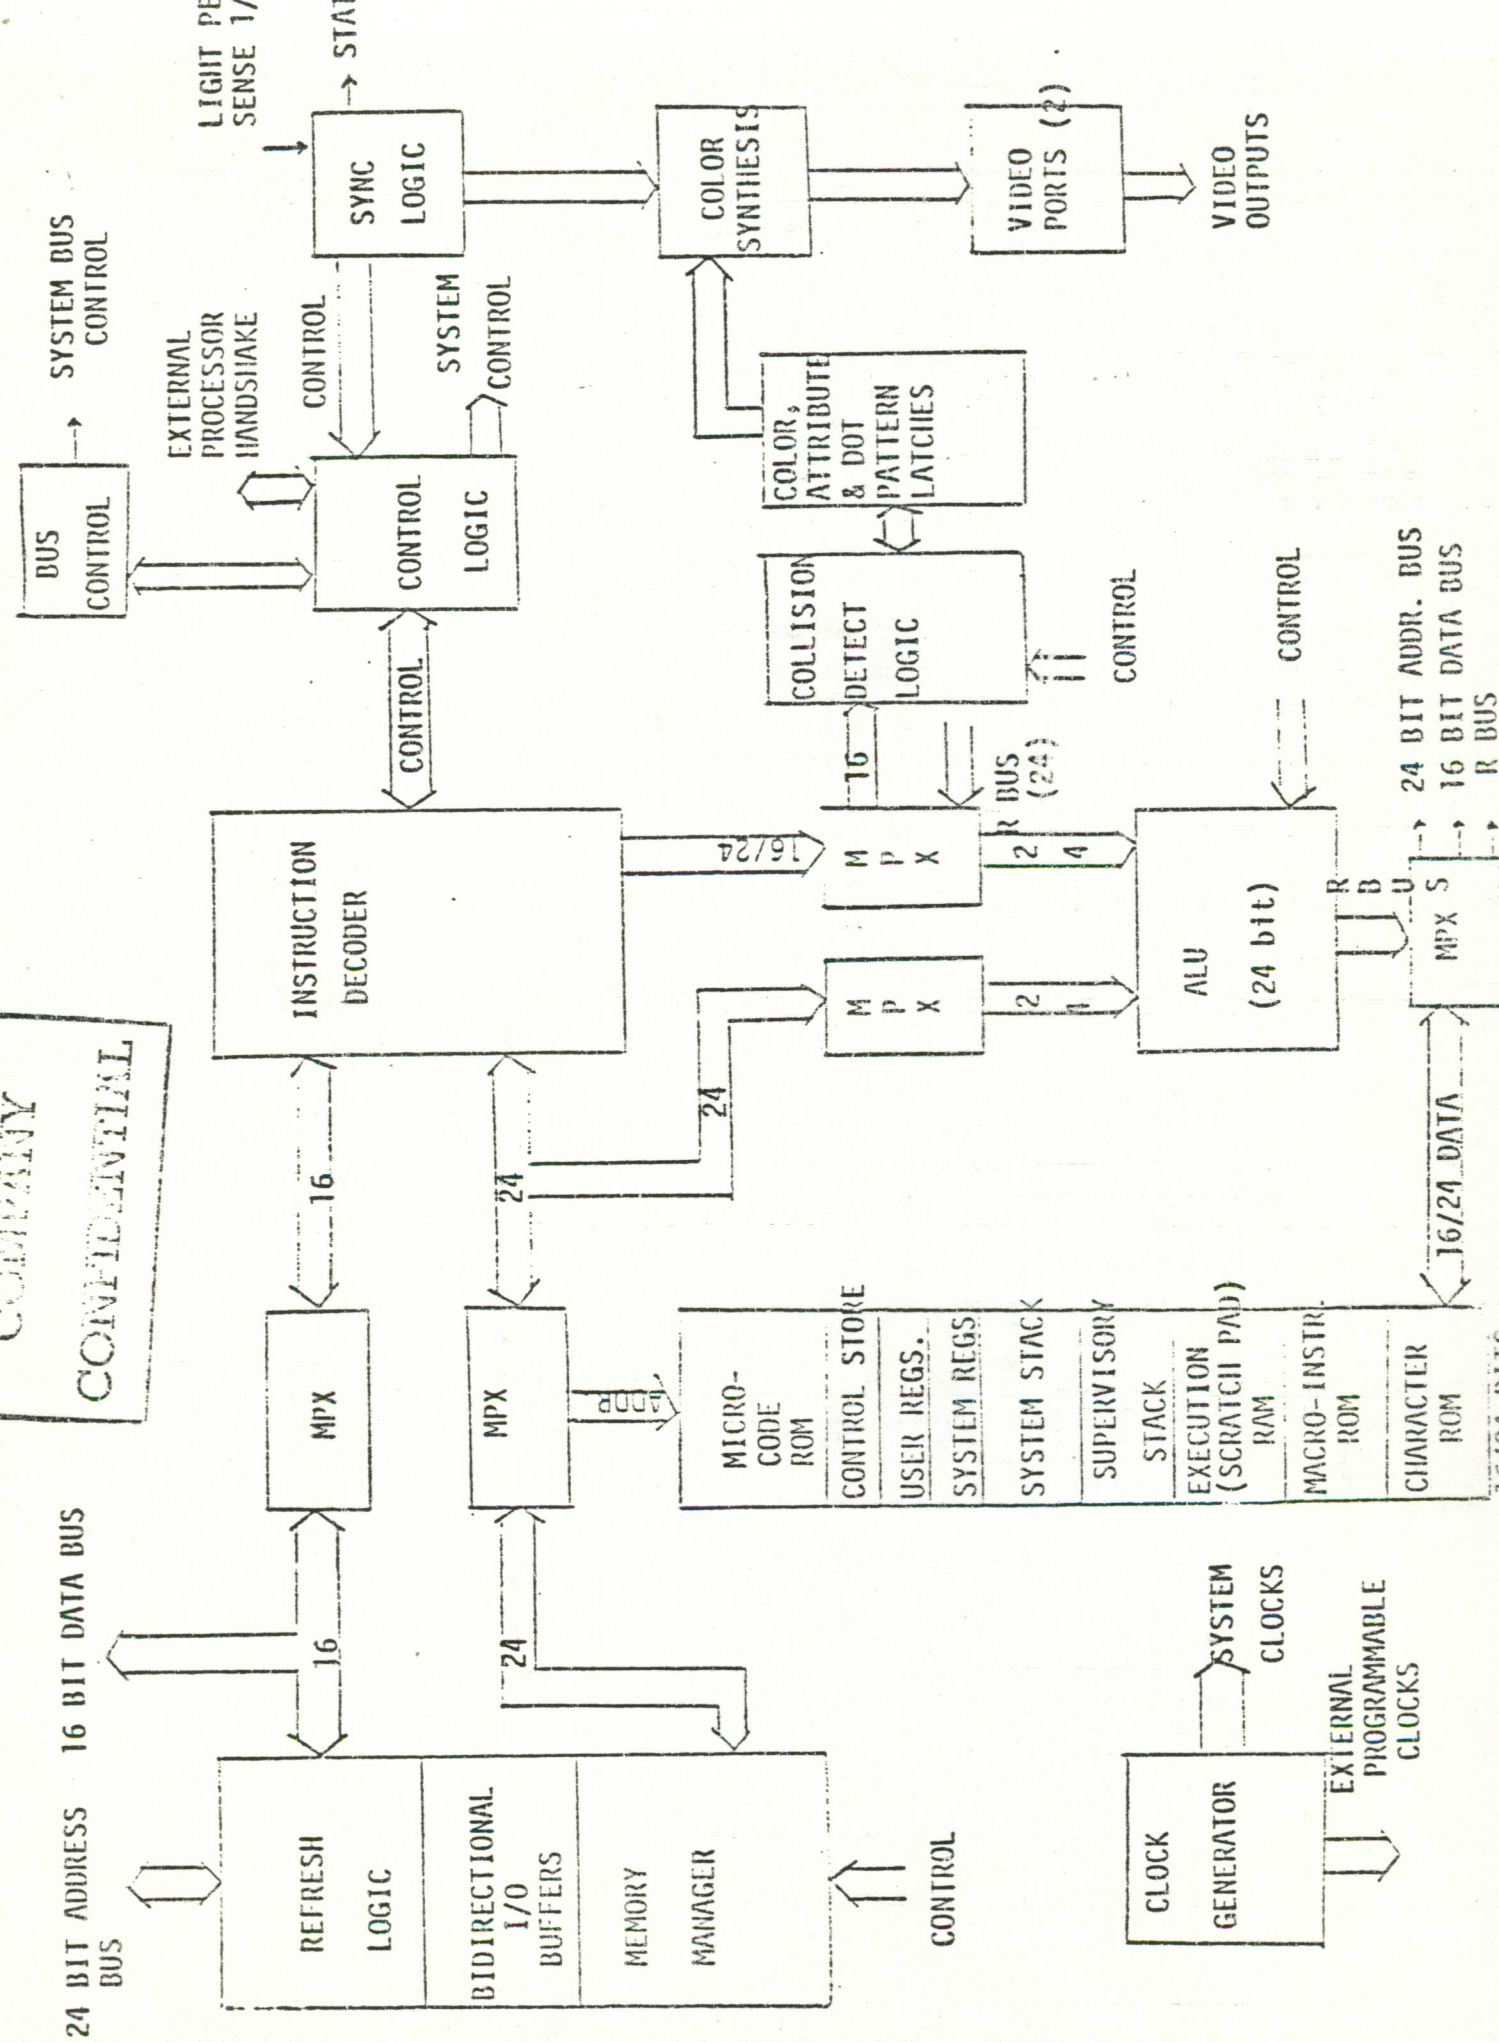 COMPANY
CONFIDENTIAL
24 BIT ADDRESS
BUS
16 BIT DATA BUS
BUS
CONTROL
SYSTEM BUS
CONTROL
EXTERNAL
PROCESSOR
HANDSHAKE
LIGHT
SENSE
REFRESH
LOGIC
BIDIRECTIONAL
I/O
BUFFERS
MEMORY
MANAGER
CONTROL
16
24
MPX
MPX
ADDR
16
24
24
INSTRUCTION
DECODER
CONTROL
CONTROL
LOGIC
CONTROL
SYSTEM
CONTROL
SYNC
LOGIC
COLOR
SYNTHESIS
VIDEO
PORTS (2)
VIDEO
OUTPUTS
COLOR,
ATTRIBUTE
& DOT
PATTERN
LATCHES
COLLISION
DETECT
LOGIC
CONTROL
16/24
16
M
P
X
M
P
X
R BUS
(24)
2
4
2
4
ALU
(24 bit)
CONTROL
R
B
U
S
MPX
24 BIT ADDR. BUS
16 BIT DATA BUS
R BUS
16/24 DATA
MICRO-
CODE
ROM
CONTROL STORE
USER REGS.
SYSTEM REGS
SYSTEM STACK
SUPERVISORY
STACK
EXECUTION
(SCRATCH PAD)
RAM
MACRO-INSTR.
ROM
CHARACTER
ROM
CLOCK
GENERATOR
SYSTEM
CLOCKS
EXTERNAL
PROGRAMMABLE
CLOCKS